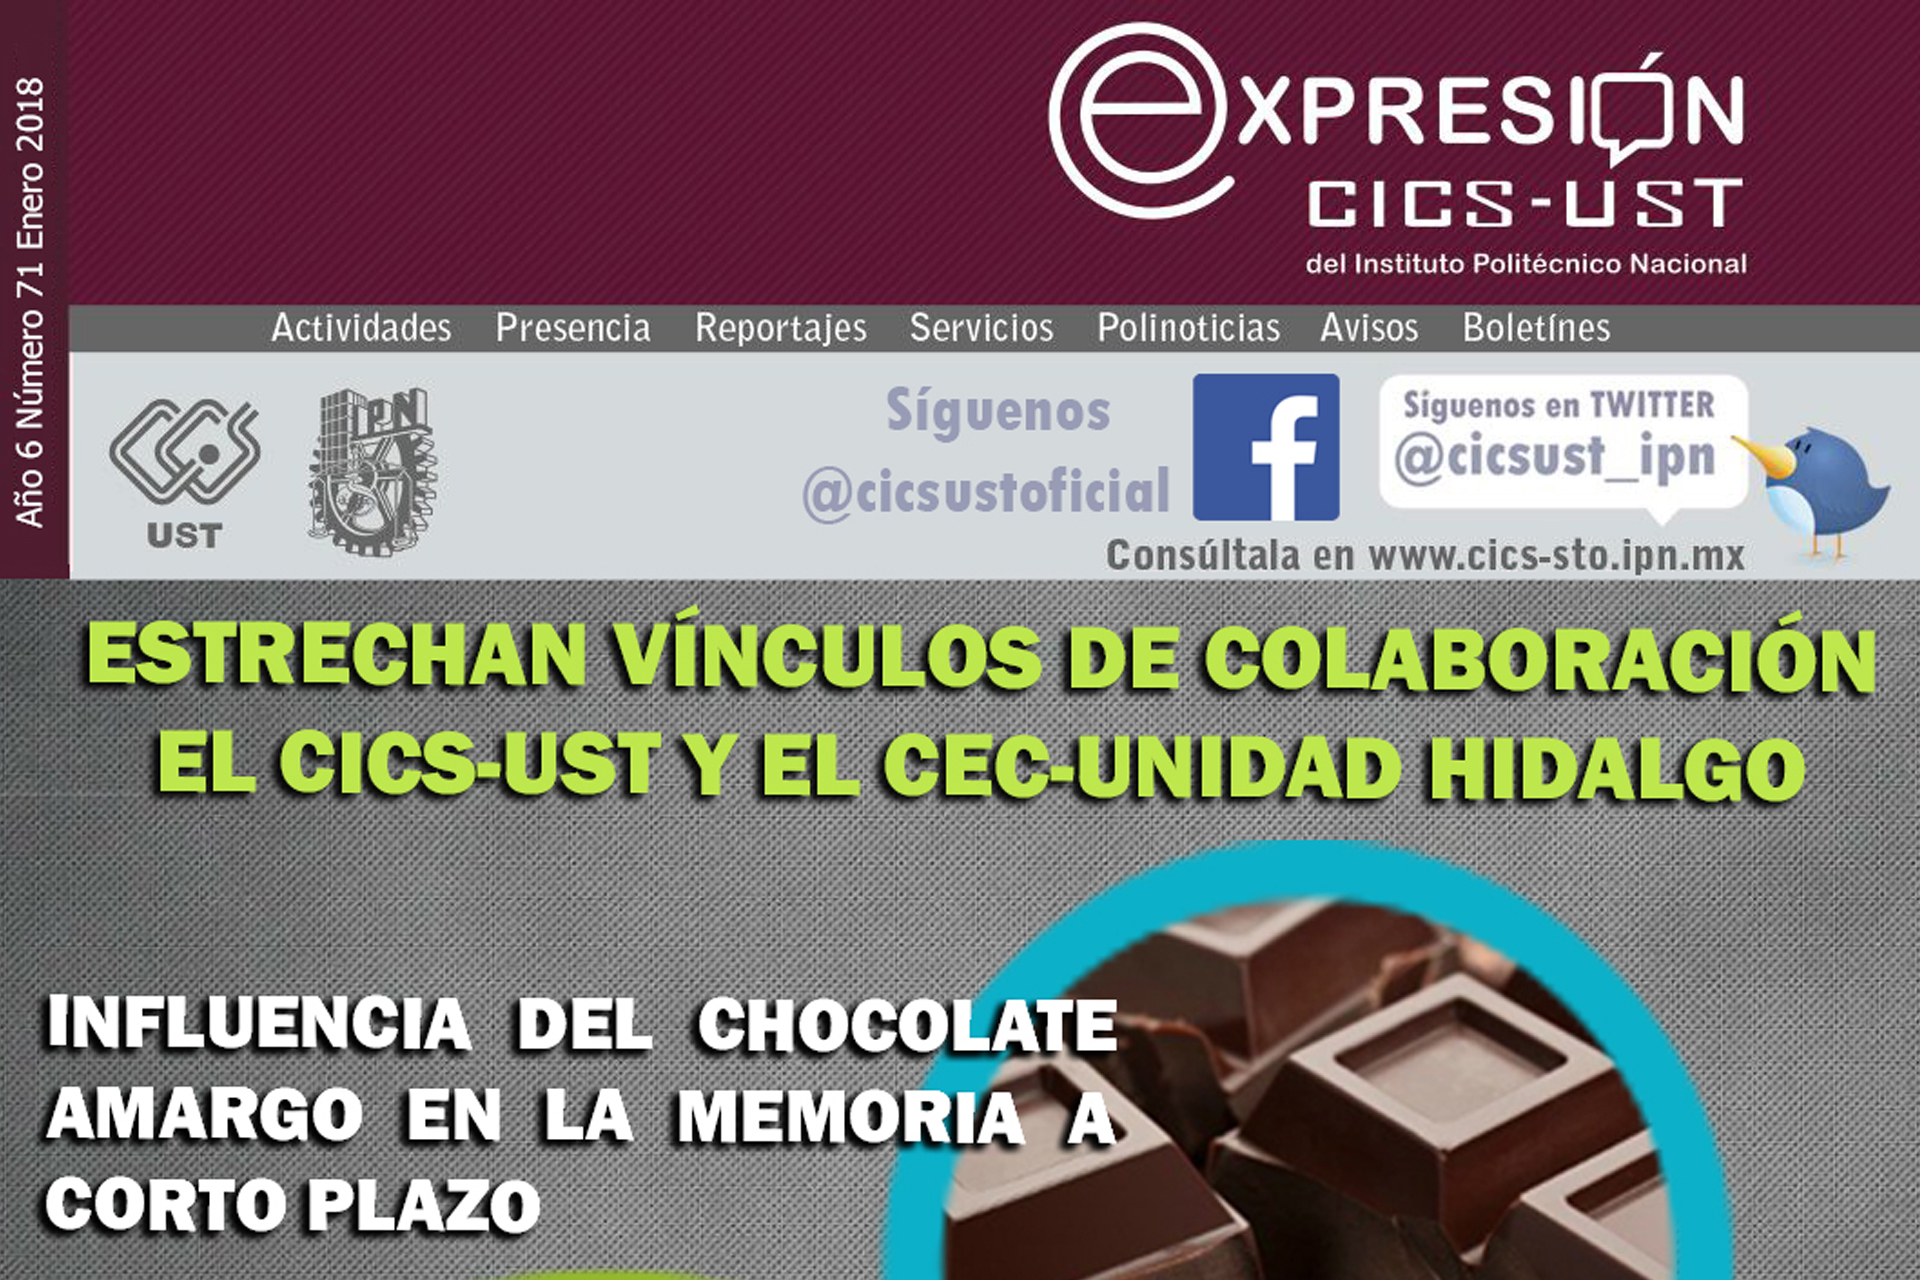 Año 6 Número 71 Enero 2018
eXPRESIÓN
CICS-UST
del Instituto Politécnico Nacional
Actividades Presencia Reportajes Servicios Polinoticias Avisos Boletínes
CICS
UST
IPN
Síguenos
@cicsustoficial
f
Síguenos en TWITTER
@cicsust_ipn
Consúltala en www.cics-sto.ipn.mx
ESTRECHAN VÍNCULOS DE COLABORACIÓN
EL CICS-UST Y EL CEC-UNIDAD HIDALGO
INFLUENCIA DEL CHOCOLATE
AMARGO EN LA MEMORIA A
CORTO PLAZO